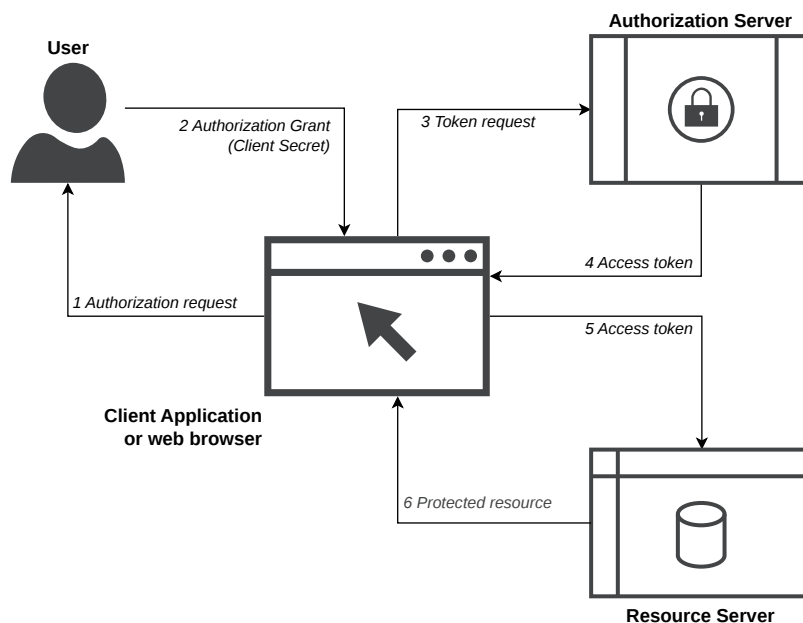 Authorization Server
User
2 Authorization Grant
(Client Secret)
3 Token request
4 Access token
1 Authorization request
5 Access token
Client Application
or web browser
6 Protected resource
Resource Server